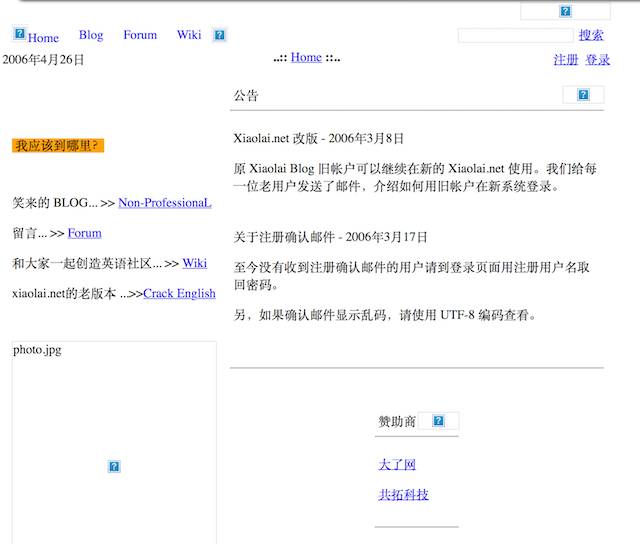 Home Blog Forum Wiki 搜索
2006年4月26日 ..:: Home ::.. 注册 登录
公告
我应该到哪里?
Xiaolai.net 改版 - 2006年3月8日
原 Xiaolai Blog 旧帐户可以继续在新的 Xiaolai.net 使用。我们给每
一位老用户发送了邮件，介绍如何用旧帐户在新系统登录。
笑来的 BLOG... >> Non-ProfessionaL
留言... >> Forum
和大家一起创造英语社区... >> Wiki
xiaolai.net的老版本 ...>>Crack English
关于注册确认邮件 - 2006年3月17日
至今没有收到注册确认邮件的用户请到登录页面用注册用户名取
回密码。
另，如果确认邮件显示乱码，请使用 UTF-8 编码查看。
photo.jpg
赞助商
大了网
共拓科技